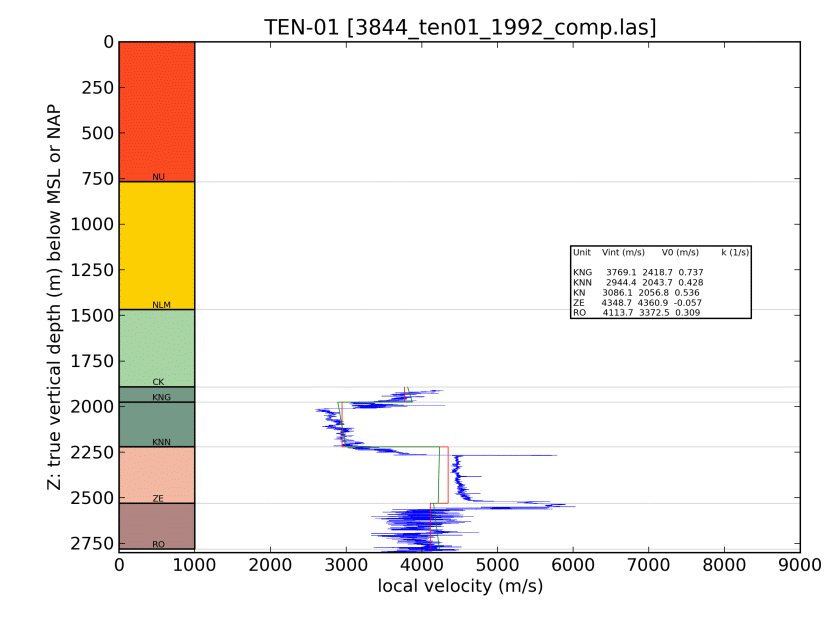 TEN-01 [3844_ten01_1992_comp.las]
Z: true vertical depth (m) below MSL or NAP
0
250
500
750
1000
1250
1500
1750
2000
2250
2500
2750
NU
NLM
CK
KNG
KNN
ZE
RO
Unit Vint (m/s) V0 (m/s) k (1/s)
KNG 3769.1 2418.7 0.737
KNN 2944.4 2043.7 0.428
KN 3086.1 2056.8 0.536
ZE 4348.7 4360.9 -0.057
RO 4113.7 3372.5 0.309
0 1000 2000 3000 4000 5000 6000 7000 8000 9000
local velocity (m/s)